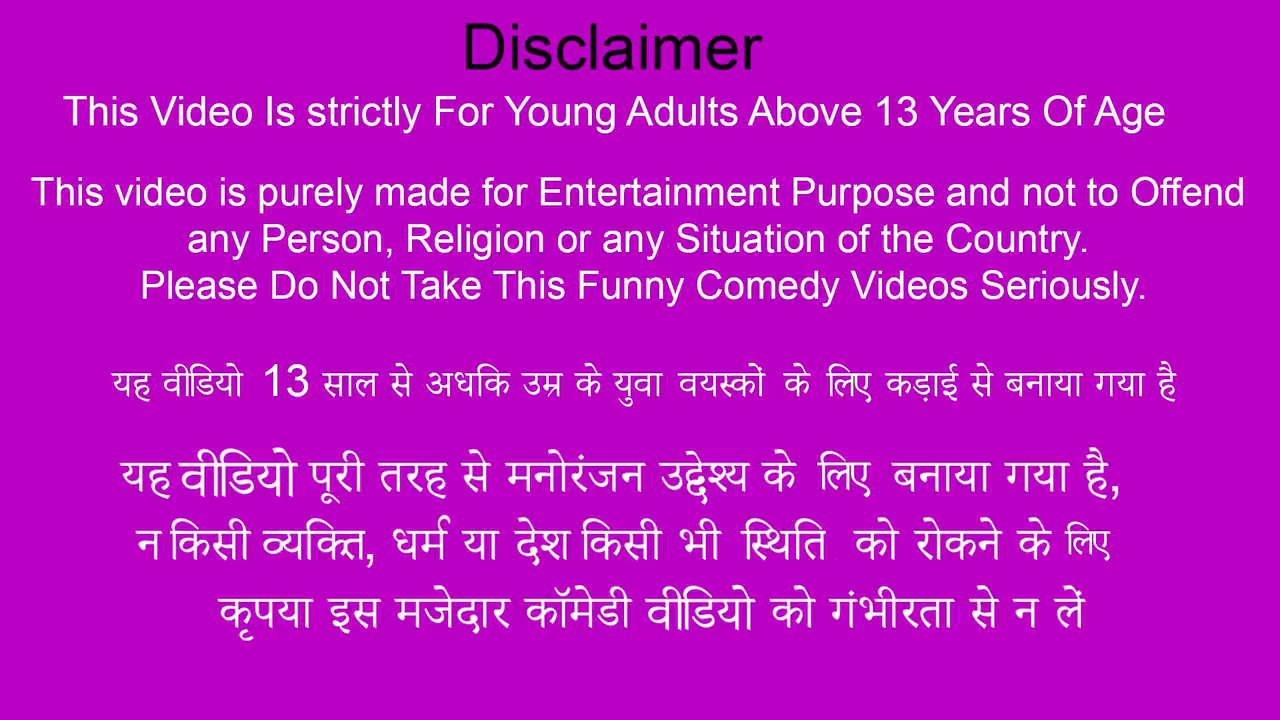 Disclaimer
This Video Is strictly For Young Adults Above 13 Years Of Age
This video is purely made for Entertainment Purpose and not to Offend
any Person, Religion or any Situation of the Country.
Please Do Not Take This Funny Comedy Videos Seriously.
यह वीडियो 13 साल से अधकि उम्र के युवा वयस्कों के लिए कड़ाई से बनाया गया है
यह वीडियो पूरी तरह से मनोरंजन उद्देश्य के लिए बनाया गया है,
न किसी व्यक्ति, धर्म या देश किसी भी स्थिति को रोकने के लिए
कृपया इस मजेदार कॉमेडी वीडियो को गंभीरता से न लें